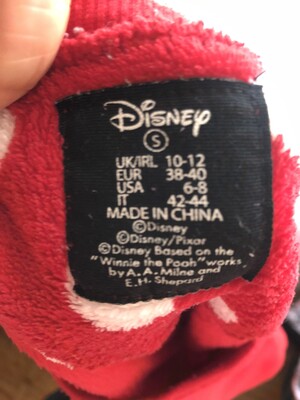 Disney
S
UK/IRL 10-12
EUR 38-40
USA 6-8
IT 42-44
MADE IN CHINA
©Disney
©Disney/Pixar
©Disney Based on the
"Winnie the Pooh" works
by A. A. Milne and
E.H. Shepard